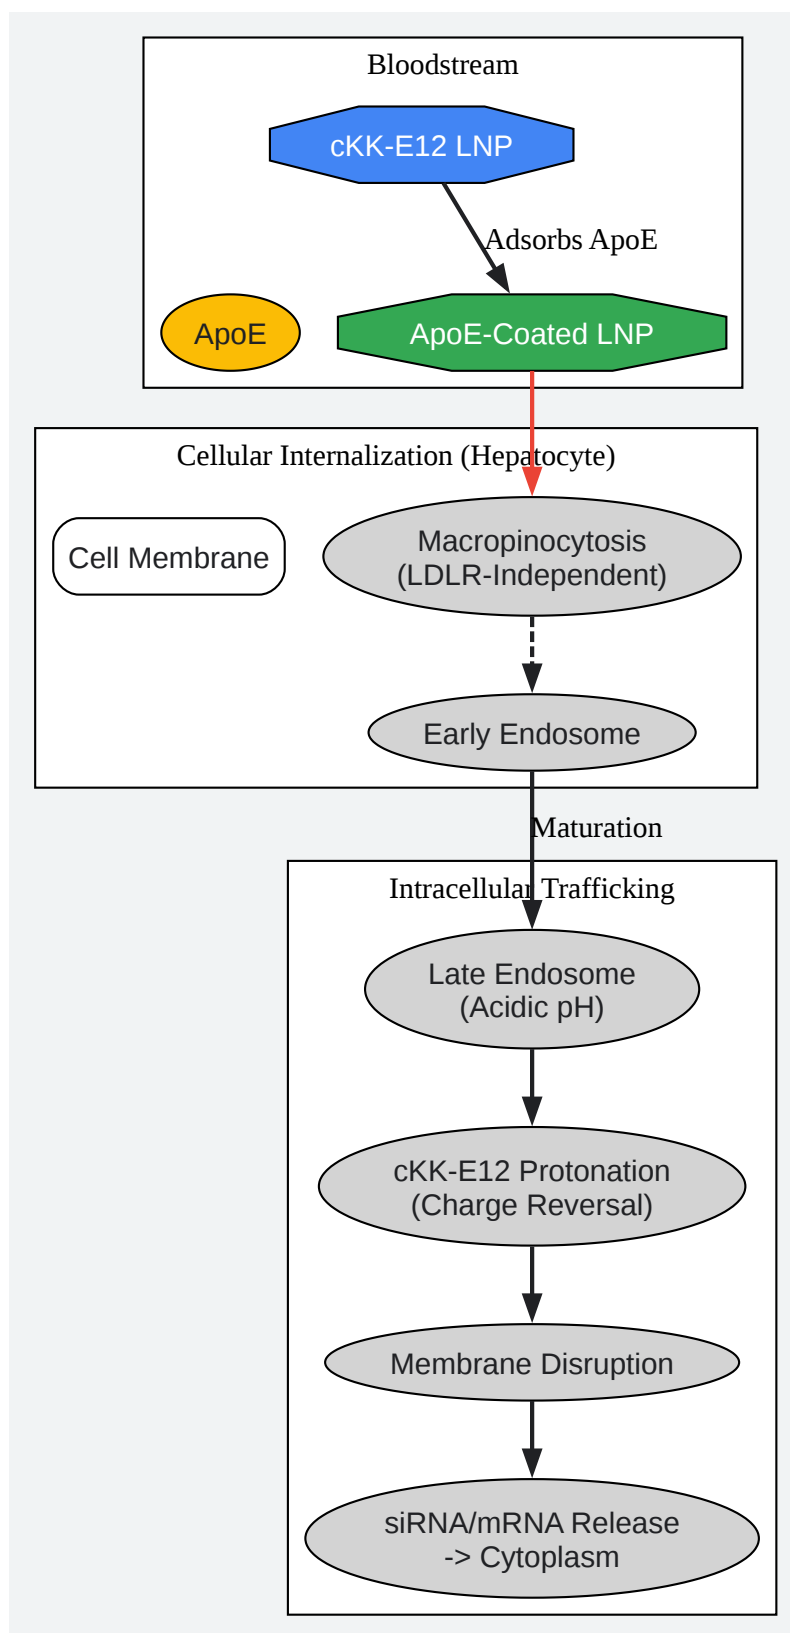 Bloodstream
cKK-E12 LNP
Adsorbs ApoE
ApoE
ApoE-Coated LNP
Cellular Internalization (Hepatocyte)
Cell Membrane
Macropinocytosis
(LDLR-Independent)
Early Endosome
Maturation
Intracellular Trafficking
Late Endosome
(Acidic pH)
cKK-E12 Protonation
(Charge Reversal)
Membrane Disruption
siRNA/mRNA Release
-> Cytoplasm